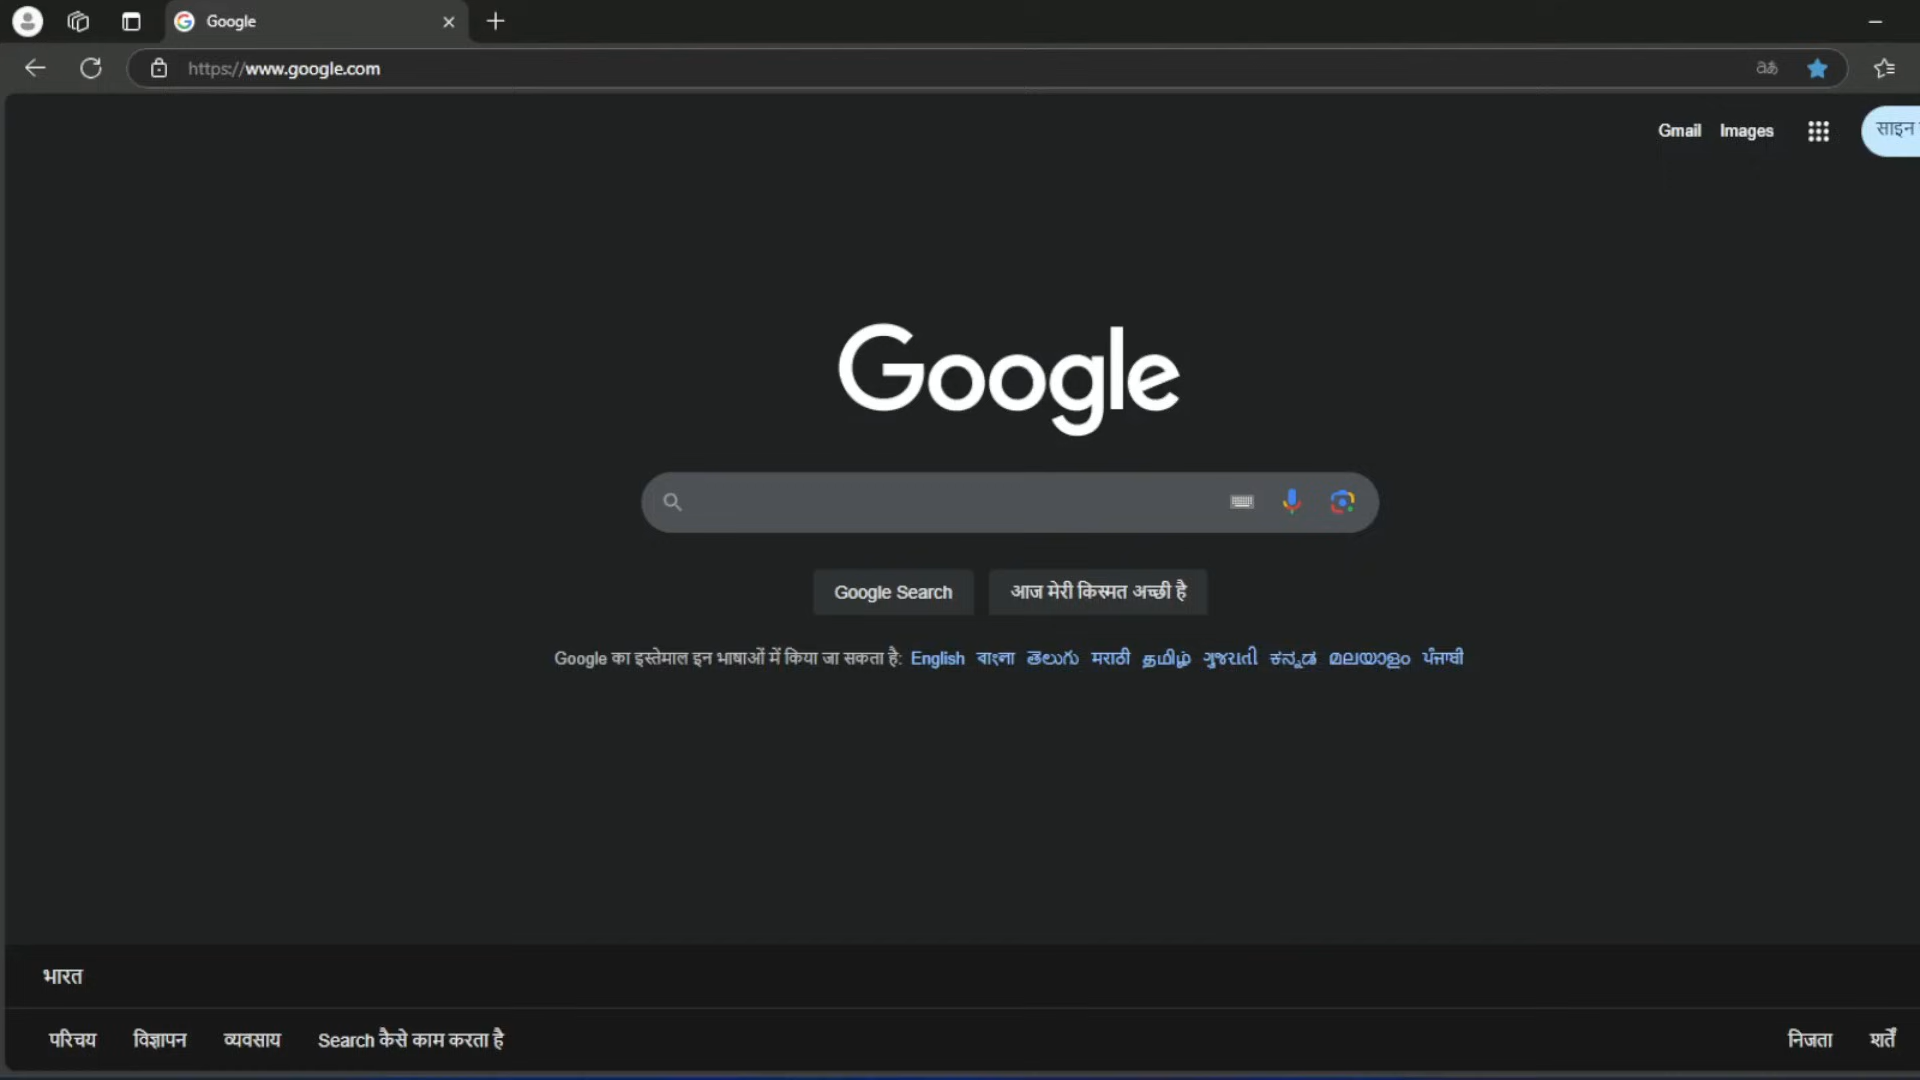 Google
https://www.google.com
Gmail Images साइन
Google
Google Search आज मेरी किस्मत अच्छी है
Google का इस्तेमाल इन भाषाओं में किया जा सकता है: English বাংলা తెలుగు मराठी தமிழ் ગુજરાતી ಕನ್ನಡ മലയാളം ਪੰਜਾਬੀ
भारत
परिचय विज्ञापन व्यवसाय Search कैसे काम करता है निजता शर्तें